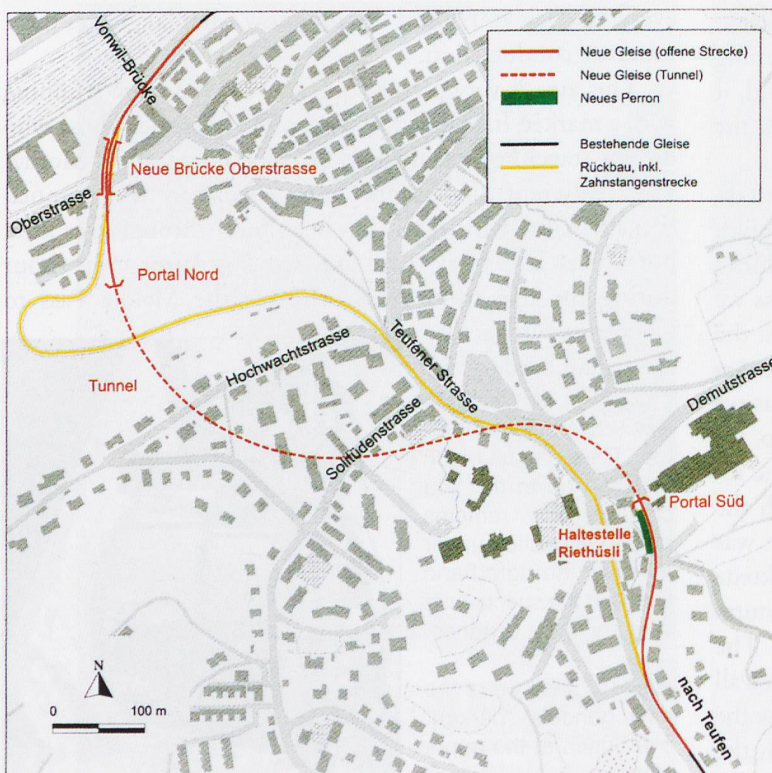 Vonwil-Brücke
Neue Gleise (offene Strecke)
Neue Gleise (Tunnel)
Neues Perron
Bestehende Gleise
Rückbau, inkl.
Zahnstangenstrecke
Neue Brücke Oberstrasse
Oberstrasse
Portal Nord
Tunnel
Hochwachtstrasse
Teufener Strasse
Solitüdenstrasse
Demutstrasse
Portal Süd
Haltestelle
Riethüsli
nach Teufen
N
0 100 m